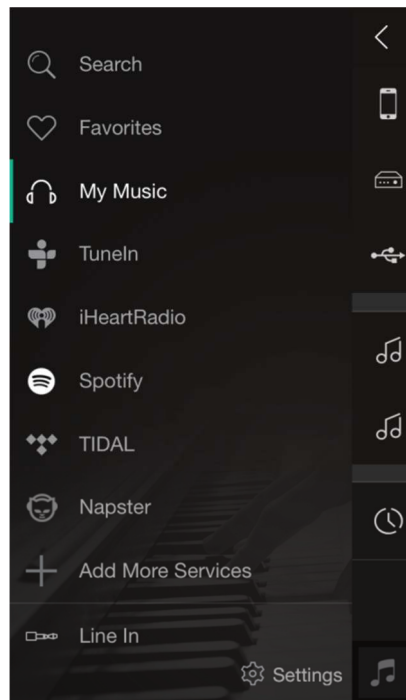 Search
Favorites
My Music
TuneIn
iHeartRadio
Spotify
TIDAL
Napster
Add More Services
Line In
Settings